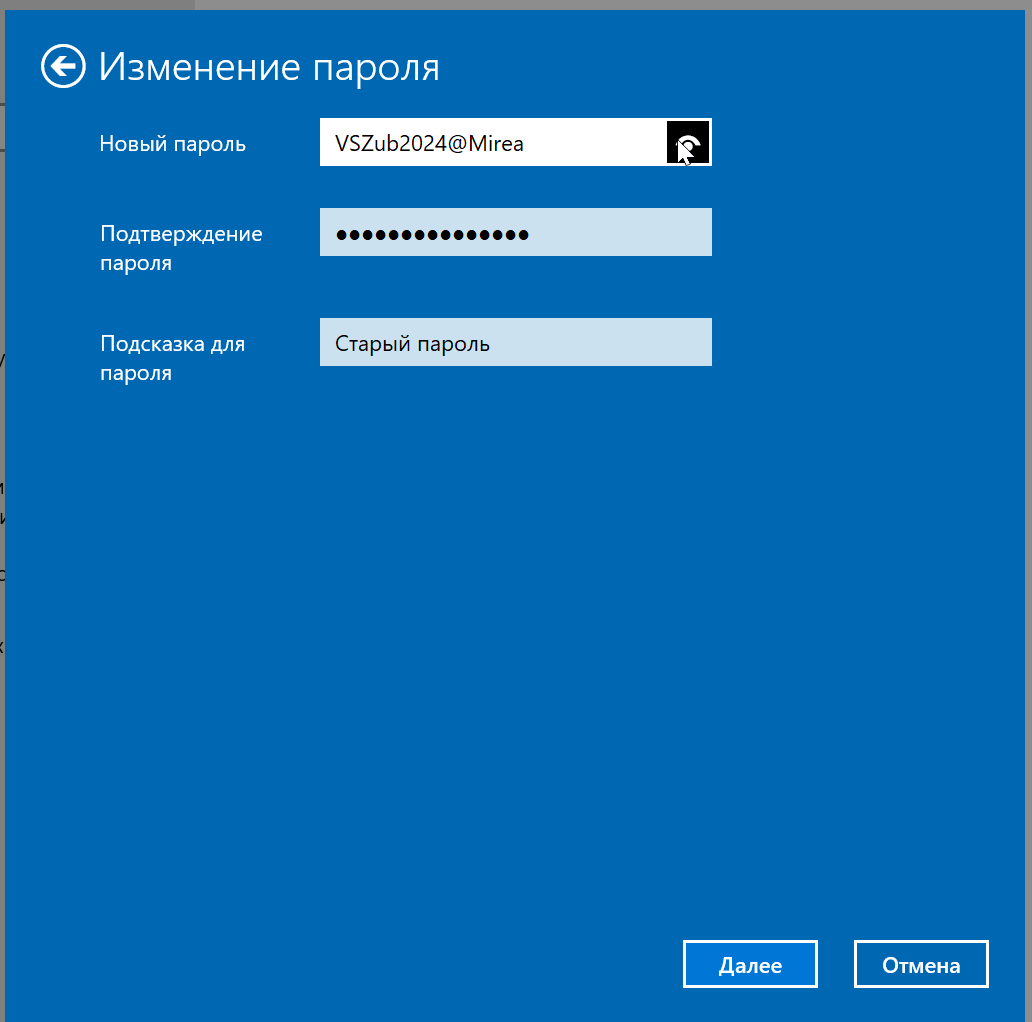 Изменение пароля
Новый пароль
VSZub2024@Mirea
Подтверждение
пароля
●●●●●●●●●●●●●●●
Подсказка для
пароля
Старый пароль
Далее
Отмена